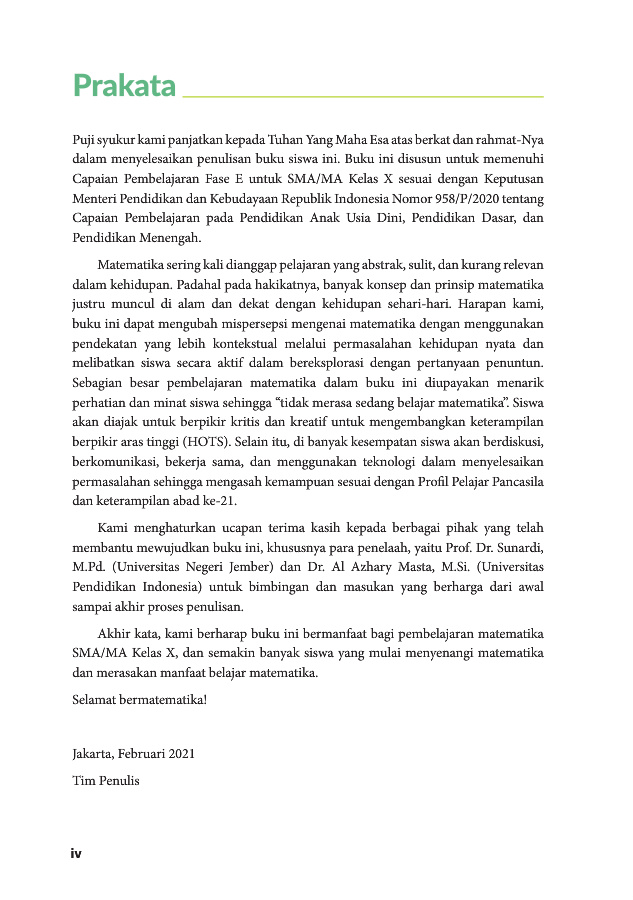 Prakata
Puji syukur kami panjatkan kepada Tuhan Yang Maha Esa atas berkat dan rahmat-Nya
dalam menyelesaikan penulisan buku siswa ini. Buku ini disusun untuk memenuhi
Capaian Pembelajaran Fase E untuk SMA/MA Kelas X sesuai dengan Keputusan
Menteri Pendidikan dan Kebudayaan Republik Indonesia Nomor 958/P/2020 tentang
Capaian Pembelajaran pada Pendidikan Anak Usia Dini, Pendidikan Dasar, dan
Pendidikan Menengah.
Matematika sering kali dianggap pelajaran yang abstrak, sulit, dan kurang relevan
dalam kehidupan. Padahal pada hakikatnya, banyak konsep dan prinsip matematika
justru muncul di alam dan dekat dengan kehidupan sehari-hari. Harapan kami,
buku ini dapat mengubah mispersepsi mengenai matematika dengan menggunakan
pendekatan yang lebih kontekstual melalui permasalahan kehidupan nyata dan
melibatkan siswa secara aktif dalam bereksplorasi dengan pertanyaan penuntun.
Sebagian besar pembelajaran matematika dalam buku ini diupayakan menarik
perhatian dan minat siswa sehingga “tidak merasa sedang belajar matematika”. Siswa
akan diajak untuk berpikir kritis dan kreatif untuk mengembangkan keterampilan
berpikir aras tinggi (HOTS). Selain itu, di banyak kesempatan siswa akan berdiskusi,
berkomunikasi, bekerja sama, dan menggunakan teknologi dalam menyelesaikan
permasalahan sehingga mengasah kemampuan sesuai dengan Profil Pelajar Pancasila
dan keterampilan abad ke-21.
Kami menghaturkan ucapan terima kasih kepada berbagai pihak yang telah
membantu mewujudkan buku ini, khususnya para penelaah, yaitu Prof. Dr. Sunardi,
M.Pd. (Universitas Negeri Jember) dan Dr. Al Azhary Masta, M.Si. (Universitas
Pendidikan Indonesia) untuk bimbingan dan masukan yang berharga dari awal
sampai akhir proses penulisan.
Akhir kata, kami berharap buku ini bermanfaat bagi pembelajaran matematika
SMA/MA Kelas X, dan semakin banyak siswa yang mulai menyenangi matematika
dan merasakan manfaat belajar matematika.
Selamat bermatematika!
Jakarta, Februari 2021
Tim Penulis
iv